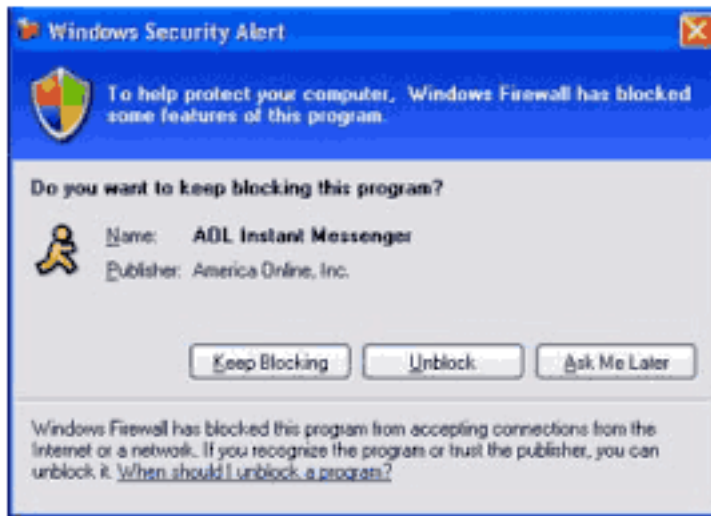 Windows Security Alert
To help protect your computer, Windows Firewall has blocked
some features of this program.
Do you want to keep blocking this program?
Name: AOL Instant Messenger
Publisher: America Online, Inc.
Keep Blocking Unblock Ask Me Later
Windows Firewall has blocked this program from accepting connections from the
Internet or a network. If you recognize the program or trust the publisher, you can
unblock it. When should I unblock a program?